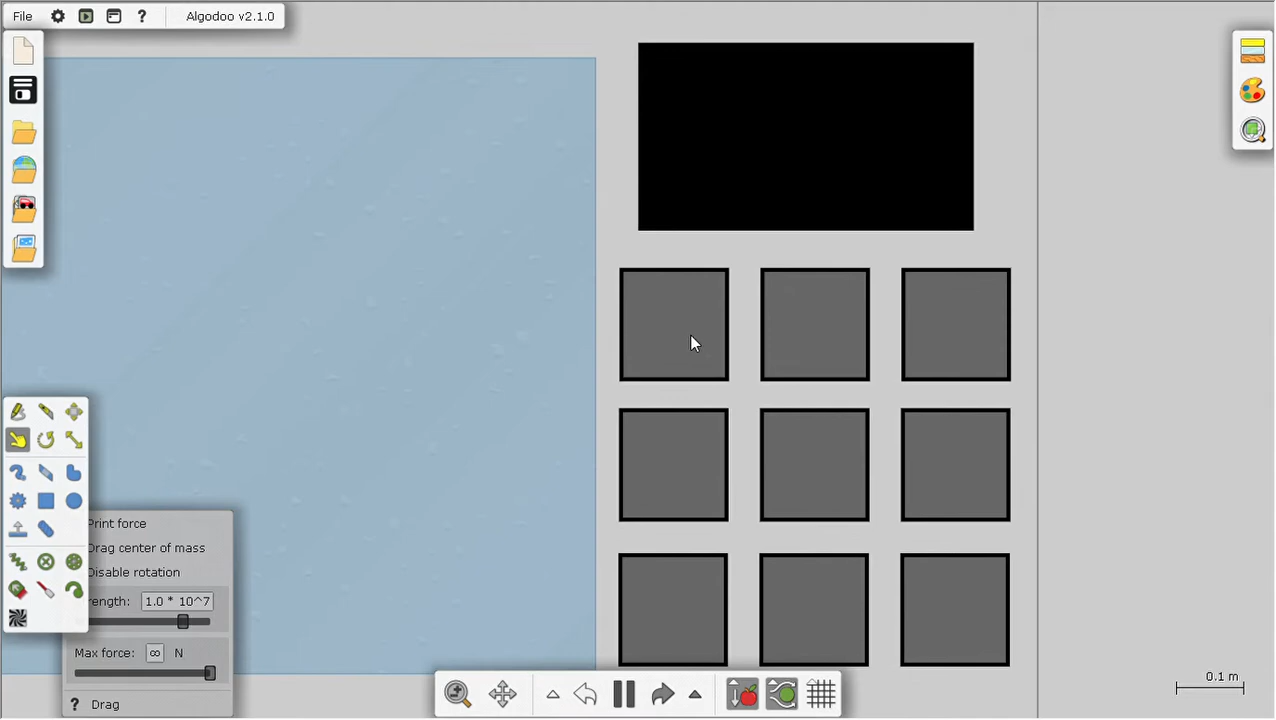 File ? Algodoo v2.1.0
Print force
Drag center of mass
Disable rotation
rength: 1.0 * 10^7
Max force: ∞ N
? Drag
0.1 m